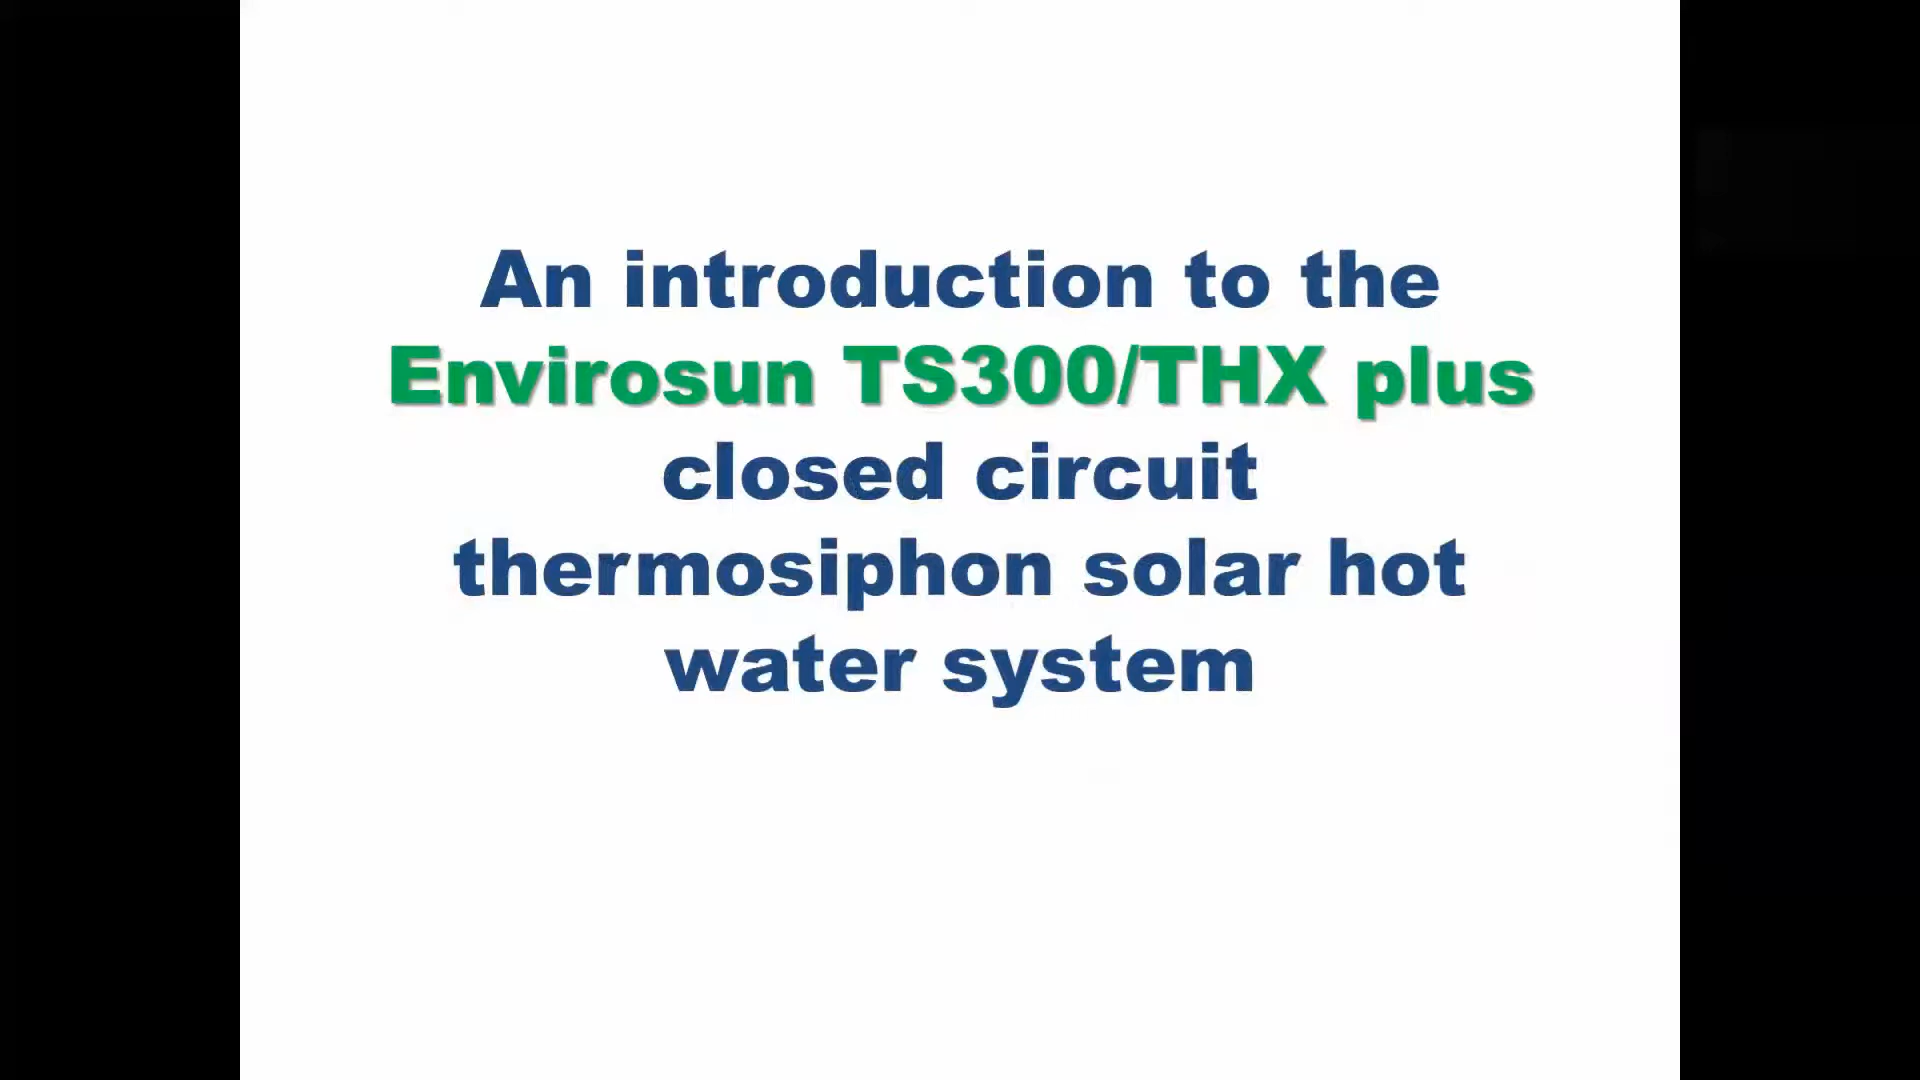 An introduction to the
Envirosun TS300/THX plus
closed circuit
thermosiphon solar hot
water system